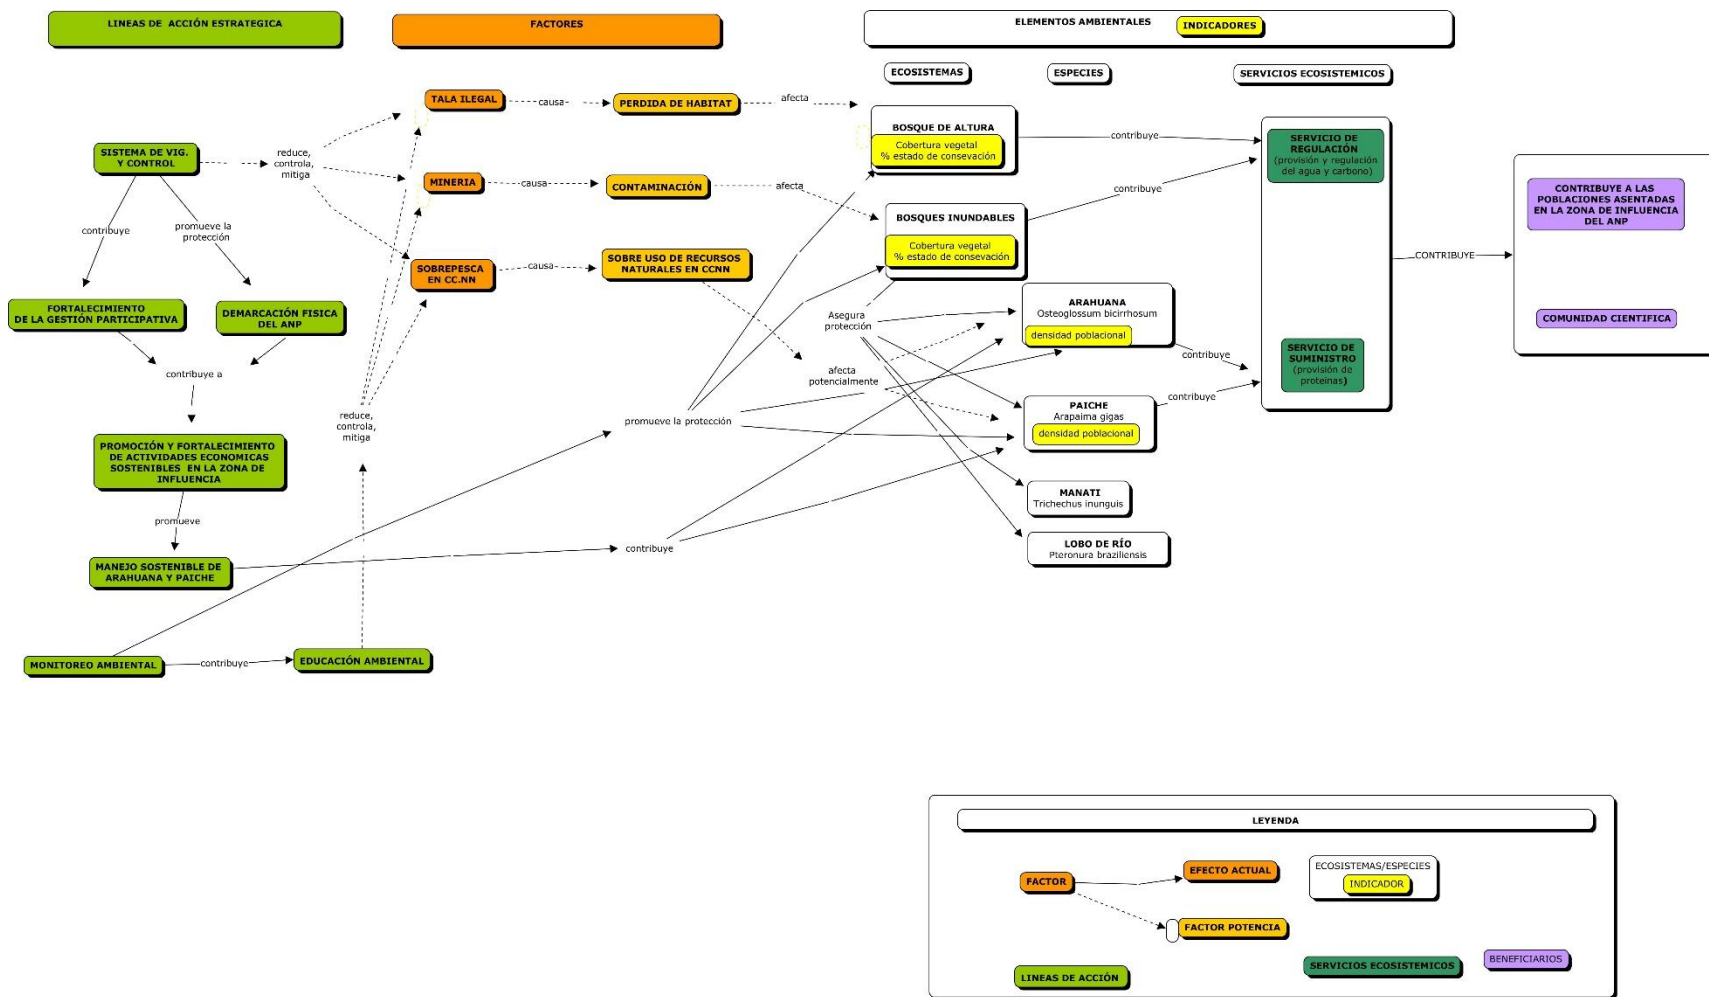 LINEAS DE ACCIÓN ESTRATEGICA
FACTORES
ELEMENTOS AMBIENTALES
INDICADORES
ECOSISTEMAS
ESPECIES
SERVICIOS ECOSISTEMICOS
TALA ILEGAL
causa
PERDIDA DE HABITAT
afecta
BOSQUE DE ALTURA
Cobertura vegetal
% estado de consevación
contribuye
SERVICIO DE
REGULACIÓN
(provisión y regulación
del agua y carbono)
SISTEMA DE VIG.
Y CONTROL
reduce,
controla,
mitiga
MINERIA
causa
CONTAMINACIÓN
afecta
contribuye
CONTRIBUYE A LAS
POBLACIONES ASENTADAS
EN LA ZONA DE INFLUENCIA
DEL ANP
BOSQUES INUNDABLES
Cobertura vegetal
% estado de consevación
contribuye
promueve la
protección
SOBREPESCA
EN CC.NN
causa
SOBRE USO DE RECURSOS
NATURALES EN CCNN
CONTRIBUYE
FORTALECIMIENTO
DE LA GESTIÓN PARTICIPATIVA
DEMARCACIÓN FISICA
DEL ANP
Asegura
protección
ARAHUANA
Osteoglossum bicirrhosum
densidad poblacional
contribuye
COMUNIDAD CIENTIFICA
SERVICIO DE
SUMINISTRO
(provisión de
proteinas)
contribuye a
afecta
potencialmente
contribuye
PAICHE
Arapaima gigas
densidad poblacional
reduce,
controla,
mitiga
promueve la protección
PROMOCIÓN Y FORTALECIMIENTO
DE ACTIVIDADES ECONOMICAS
SOSTENIBLES EN LA ZONA DE
INFLUENCIA
MANATI
Trichechus inunguis
promueve
LOBO DE RÍO
Pteronura braziliensis
contribuye
MANEJO SOSTENIBLE DE
ARAHUANA Y PAICHE
MONITOREO AMBIENTAL
contribuye
EDUCACIÓN AMBIENTAL
LEYENDA
FACTOR
EFECTO ACTUAL
ECOSISTEMAS/ESPECIES
INDICADOR
FACTOR POTENCIA
LINEAS DE ACCIÓN
SERVICIOS ECOSISTEMICOS
BENEFICIARIOS